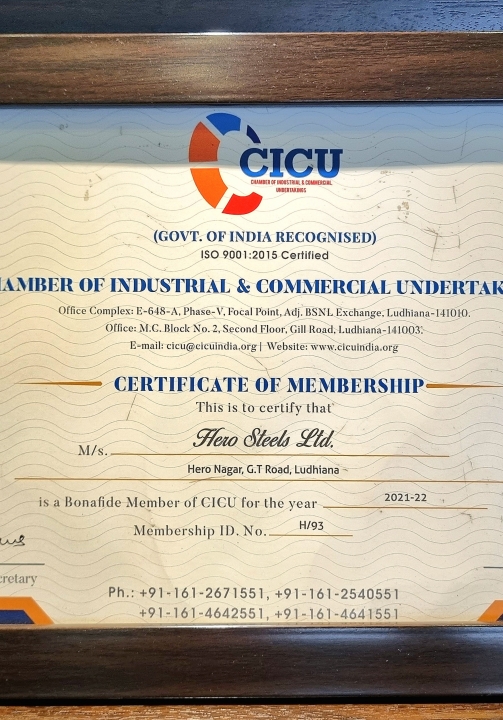 CICU
CHAMBER OF INDUSTRIAL & COMMERCIAL
UNDERTAKINGS
(GOVT. OF INDIA RECOGNISED)
ISO 9001:2015 Certified
HAMBER OF INDUSTRIAL & COMMERCIAL UNDERTAK
Office Complex: E-648-A, Phase-V, Focal Point, Adj. BSNL Exchange, Ludhiana-141010.
Office: M.C. Block No. 2, Second Floor, Gill Road, Ludhiana-141003.
E-mail: cicu@cicuindia.org | Website: www.cicuindia.org
CERTIFICATE OF MEMBERSHIP
This is to certify that
M/s. Hero Steels Ltd.
Hero Nagar, G.T Road, Ludhiana
is a Bonafide Member of CICU for the year 2021-22
Membership ID. No. H/93
cretary
Ph.: +91-161-2671551, +91-161-2540551
+91-161-4642551, +91-161-4641551